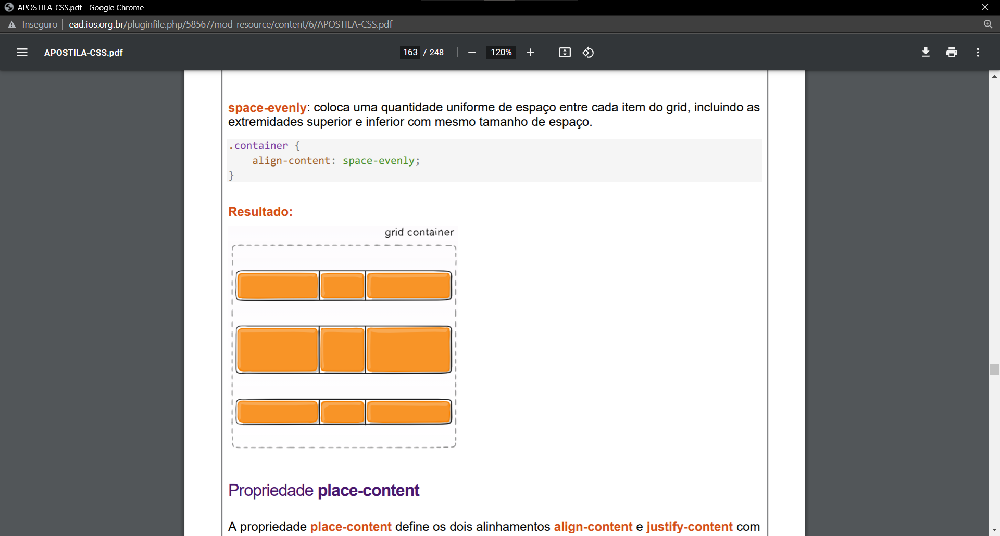 APOSTILA-CSS.pdf - Google Chrome
Inseguro | ead.ios.org.br/pluginfile.php/58567/mod_resource/content/6/APOSTILA-CSS.pdf
APOSTILA-CSS.pdf 163 / 248 120%
space-evenly: coloca uma quantidade uniforme de espaço entre cada item do grid, incluindo as
extremidades superior e inferior com mesmo tamanho de espaço.
.container {
    align-content: space-evenly;
}
Resultado:
grid container
Propriedade place-content
A propriedade place-content define os dois alinhamentos align-content e justify-content com